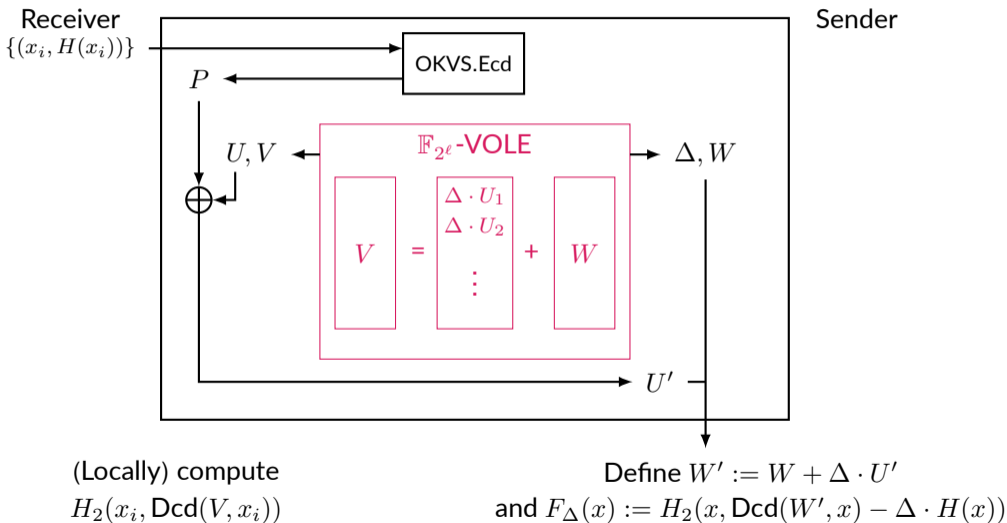 Receiver
Sender
{(x_i, H(x_i))}
OKVS.Ecd
P
𝔽_{2^ℓ}-VOLE
U, V
Δ, W
V = Δ · U_1 + W
Δ · U_2
⋮
U′
(Locally) compute
H_2(x_i, Dcd(V, x_i))
Define W′ := W + Δ · U′
and F_Δ(x) := H_2(x, Dcd(W′, x) − Δ · H(x))